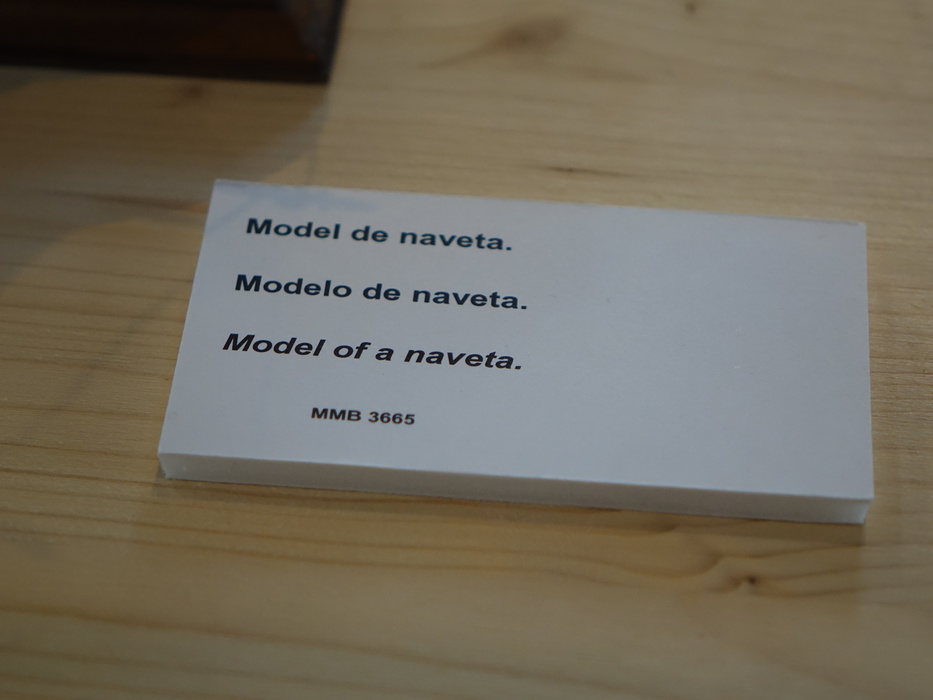 Model de naveta.
Modelo de naveta.
Model of a naveta.
MMB 3665